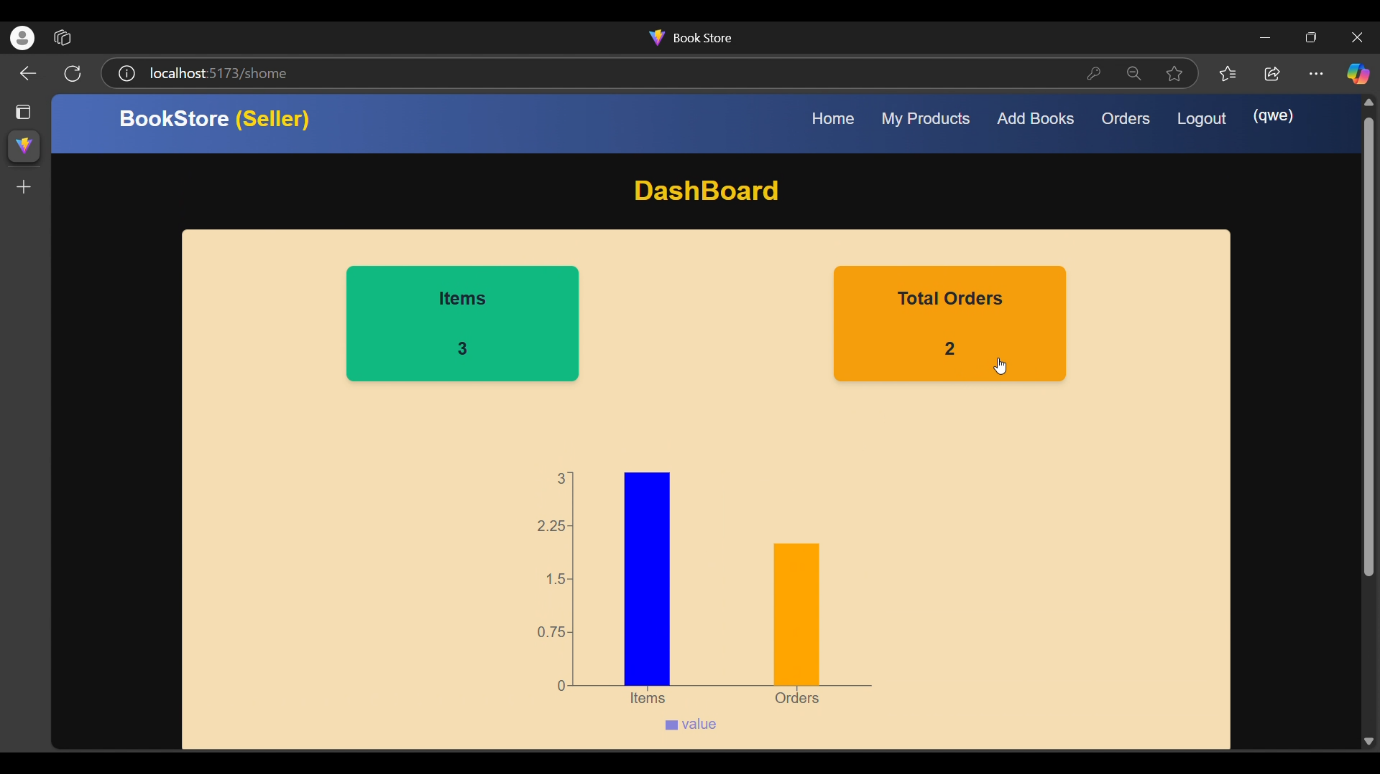 Book Store
localhost:5173/shome
BookStore (Seller)
Home My Products Add Books Orders Logout (qwe)
DashBoard
Items
3
Total Orders
2
3
2.25
1.5
0.75
0
Items Orders
value